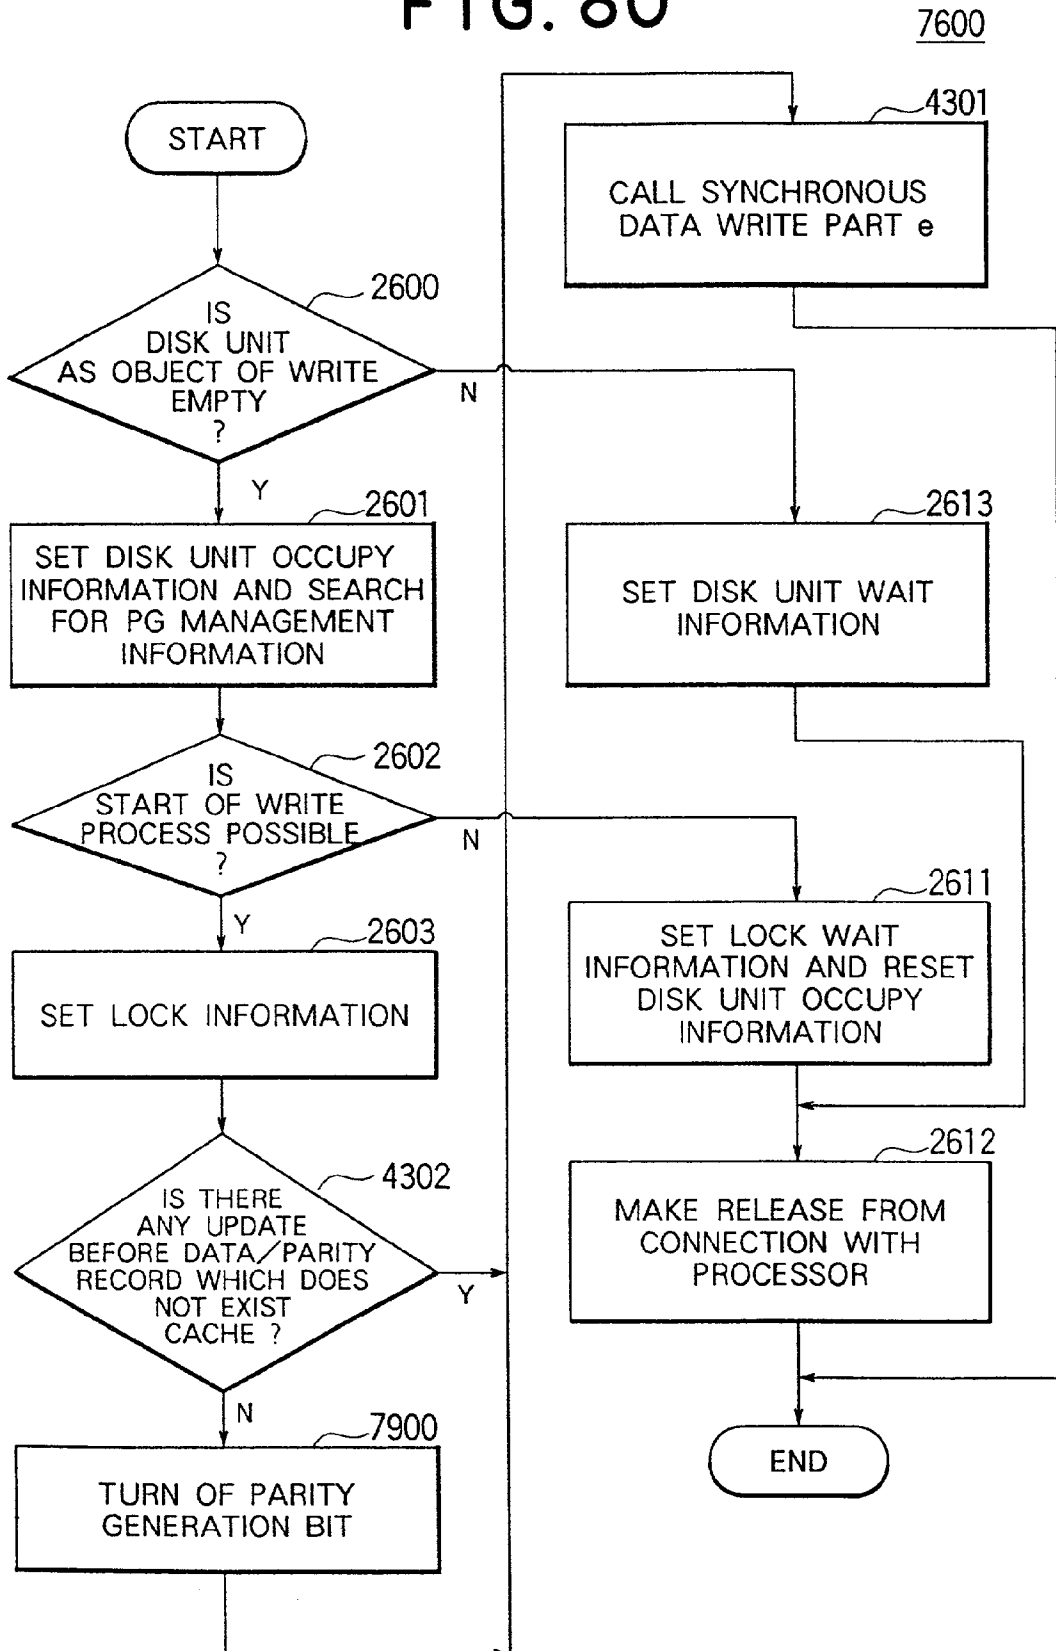 FIG. 80
7600
START
2600
IS
DISK UNIT
AS OBJECT OF WRITE
EMPTY
?
N
Y
2601
SET DISK UNIT OCCUPY
INFORMATION AND SEARCH
FOR PG MANAGEMENT
INFORMATION
2602
IS
START OF WRITE
PROCESS POSSIBLE
?
N
Y
2603
SET LOCK INFORMATION
4302
IS THERE
ANY UPDATE
BEFORE DATA/PARITY
RECORD WHICH DOES
NOT EXIST
CACHE ?
Y
N
7900
TURN OF PARITY
GENERATION BIT
4301
CALL SYNCHRONOUS
DATA WRITE PART e
2613
SET DISK UNIT WAIT
INFORMATION
2611
SET LOCK WAIT
INFORMATION AND RESET
DISK UNIT OCCUPY
INFORMATION
2612
MAKE RELEASE FROM
CONNECTION WITH
PROCESSOR
END